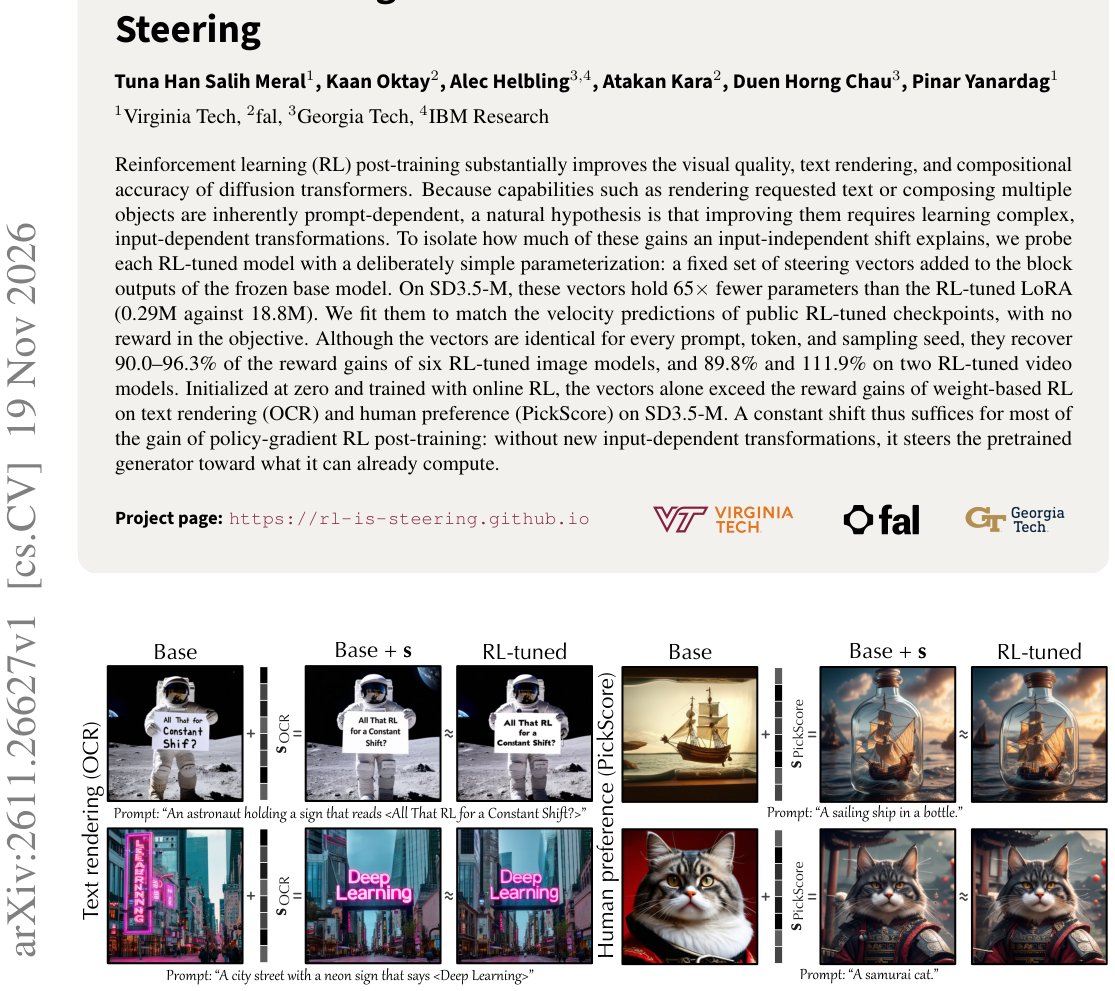 Steering
Tuna Han Salih Meral1, Kaan Oktay2, Alec Helbling3,4, Atakan Kara2, Duen Horng Chau3, Pinar Yanardag1
1Virginia Tech, 2fal, 3Georgia Tech, 4IBM Research
Reinforcement learning (RL) post-training substantially improves the visual quality, text rendering, and compositional
accuracy of diffusion transformers. Because capabilities such as rendering requested text or composing multiple
objects are inherently prompt-dependent, a natural hypothesis is that improving them requires learning complex,
input-dependent transformations. To isolate how much of these gains an input-independent shift explains, we probe
each RL-tuned model with a deliberately simple parameterization: a fixed set of steering vectors added to the block
outputs of the frozen base model. On SD3.5-M, these vectors hold 65× fewer parameters than the RL-tuned LoRA
(0.29M against 18.8M). We fit them to match the velocity predictions of public RL-tuned checkpoints, with no
reward in the objective. Although the vectors are identical for every prompt, token, and sampling seed, they recover
90.0–96.3% of the reward gains of six RL-tuned image models, and 89.8% and 111.9% on two RL-tuned video
models. Initialized at zero and trained with online RL, the vectors alone exceed the reward gains of weight-based RL
on text rendering (OCR) and human preference (PickScore) on SD3.5-M. A constant shift thus suffices for most of
the gain of policy-gradient RL post-training: without new input-dependent transformations, it steers the pretrained
generator toward what it can already compute.
Project page: https://rl-is-steering.github.io
VT VIRGINIA
TECH
fal
GT Georgia
Tech
arXiv:2611.26627v1 [cs.CV] 19 Nov 2026
Base
Base + s
RL-tuned
Base
Base + s
RL-tuned
Text rendering (OCR)
All That for
Constant
Shif?
+
s OCR
=
All That RL
for a Constant
Shift?
≈
All That RL
for a
Constant Shift?
Human preference (PickScore)
+
s PickScore
=
≈
Prompt: “An astronaut holding a sign that reads <All That RL for a Constant Shift?>”
Prompt: “A sailing ship in a bottle.”
+
s OCR
=
Deep
Learning
≈
Deep
Learning
+
s PickScore
=
≈
Prompt: “A city street with a neon sign that says <Deep Learning>”
Prompt: “A samurai cat.”